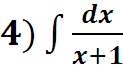 4) ∫ dx/(x+1)